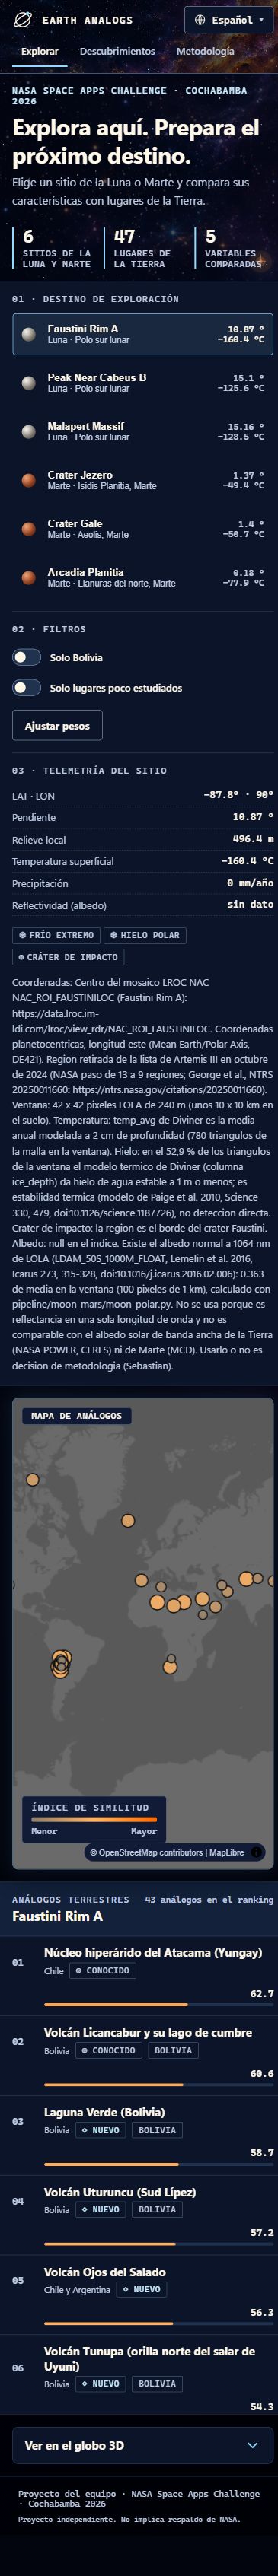 EARTH ANALOGS
Español
Explorar Descubrimientos Metodología
NASA SPACE APPS CHALLENGE · COCHABAMBA
2026
Explora aquí. Prepara el
próximo destino.
Elige un sitio de la Luna o Marte y compara sus
características con lugares de la Tierra.
6 47 5
SITIOS DE LA LUGARES DE VARIABLES
LUNA Y MARTE LA TIERRA COMPARADAS
01 · DESTINO DE EXPLORACIÓN
Faustini Rim A 10.87 °
Luna · Polo sur lunar −160.4 °C
Peak Near Cabeus B 15.1 °
Luna · Polo sur lunar −125.6 °C
Malapert Massif 15.16 °
Luna · Polo sur lunar −128.5 °C
Crater Jezero 1.37 °
Marte · Isidis Planitia, Marte −49.4 °C
Crater Gale 1.4 °
Marte · Aeolis, Marte −50.7 °C
Arcadia Planitia 0.18 °
Marte · Llanuras del norte, Marte −77.9 °C
02 · FILTROS
Solo Bolivia
Solo lugares poco estudiados
Ajustar pesos
03 · TELEMETRÍA DEL SITIO
LAT · LON −87.8° · 90°
Pendiente 10.87 °
Relieve local 496.4 m
Temperatura superficial −160.4 °C
Precipitación 0 mm/año
Reflectividad (albedo) sin dato
FRÍO EXTREMO HIELO POLAR
CRÁTER DE IMPACTO
Coordenadas: Centro del mosaico LROC NAC
NAC_ROI_FAUSTINILOC (Faustini Rim A):
https://data.lroc.im-
ldi.com/lroc/view_rdr/NAC_ROI_FAUSTINILOC. Coordenadas
planetocentricas, longitud este (Mean Earth/Polar Axis,
DE421). Region retirada de la lista de Artemis III en octubre
de 2024 (NASA paso de 13 a 9 regiones; George et al., NTRS
20250011660: https://ntrs.nasa.gov/citations/20250011660).
Ventana: 42 x 42 pixeles LOLA de 240 m (unos 10 x 10 km en
el suelo). Temperatura: temp_avg de Diviner es la media
anual modelada a 2 cm de profundidad (780 triangulos de
la malla en la ventana). Hielo: en el 52,9 % de los triangulos
de la ventana el modelo termico de Diviner (columna
ice_depth) da hielo de agua estable a 1 m o menos; es
estabilidad termica (modelo de Paige et al. 2010, Science
330, 479, doi:10.1126/science.1187726), no deteccion directa.
Crater de impacto: la region es el borde del crater Faustini.
Albedo: null en el indice. Existe el albedo normal a 1064 nm
de LOLA (LDAM_50S_1000M_FLOAT, Lemelin et al. 2016,
Icarus 273, 315-328, doi:10.1016/j.icarus.2016.02.006): 0.363
de media en la ventana (100 pixeles de 1 km), calculado con
pipeline/moon_mars/moon_polar.py. No se usa porque es
reflectancia en una sola longitud de onda y no es
comparable con el albedo solar de banda ancha de la Tierra
(NASA POWER, CERES) ni de Marte (MCD). Usarlo o no es
decision de metodologia (Sebastian).
MAPA DE ANÁLOGOS
ÍNDICE DE SIMILITUD
Menor Mayor
© OpenStreetMap contributors | MapLibre
ANÁLOGOS TERRESTRES 43 análogos en el ranking
Faustini Rim A
01 Núcleo hiperárido del Atacama (Yungay)
Chile CONOCIDO
62.7
02 Volcán Licancabur y su lago de cumbre
Bolivia CONOCIDO BOLIVIA
60.6
03 Laguna Verde (Bolivia)
Bolivia NUEVO BOLIVIA
58.7
04 Volcán Uturuncu (Sud Lípez)
Bolivia NUEVO BOLIVIA
57.2
05 Volcán Ojos del Salado
Chile y Argentina NUEVO
56.3
06 Volcán Tunupa (orilla norte del salar de
Uyuni)
Bolivia NUEVO BOLIVIA
54.3
Ver en el globo 3D
Proyecto del equipo · NASA Space Apps Challenge
· Cochabamba 2026
Proyecto independiente. No implica respaldo de NASA.